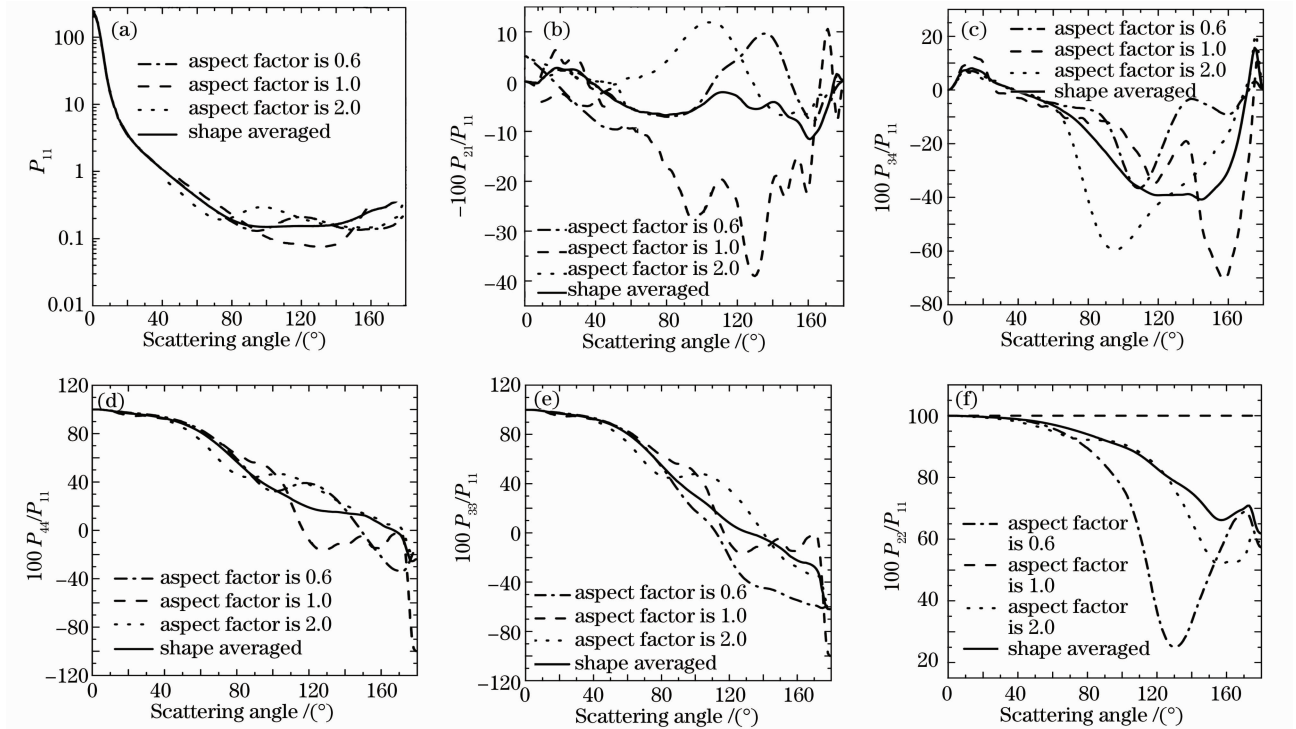 (a)
aspect factor is 0.6
aspect factor is 1.0
aspect factor is 2.0
shape averaged
100
10
1
0.1
0.01
P11
0 40 80 120 160
Scattering angle /(°)
(b)
10
0
−10
−20
−30
−40
−100 P21/P11
aspect factor is 0.6
aspect factor is 1.0
aspect factor is 2.0
shape averaged
0 40 80 120 160
Scattering angle /(°)
(c)
aspect factor is 0.6
aspect factor is 1.0
aspect factor is 2.0
shape averaged
20
0
−20
−40
−60
−80
100 P34/P11
0 40 80 120 160
Scattering angle /(°)
(d)
120
80
40
0
−40
−80
−120
100 P44/P11
aspect factor is 0.6
aspect factor is 1.0
aspect factor is 2.0
shape averaged
0 40 80 120 160
Scattering angle /(°)
(e)
120
80
40
0
−40
−80
−120
100 P33/P11
aspect factor is 0.6
aspect factor is 1.0
aspect factor is 2.0
shape averaged
0 40 80 120 160
Scattering angle /(°)
(f)
100
80
60
40
20
100 P22/P11
aspect factor
is 0.6
aspect factor
is 1.0
aspect factor
is 2.0
shape averaged
0 40 80 120 160
Scattering angle /(°)